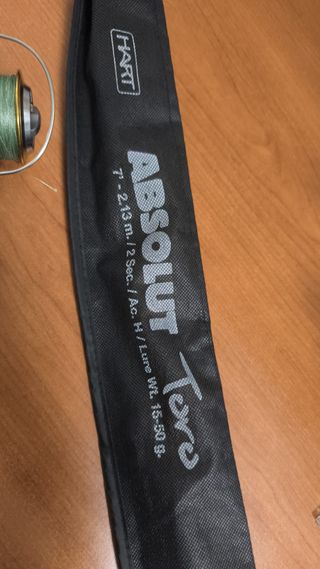 HART
ABSOLUT Toro
7' - 2.13 m. / 2 Sec. / Ac. H / Lure Wt. 15-50 g.